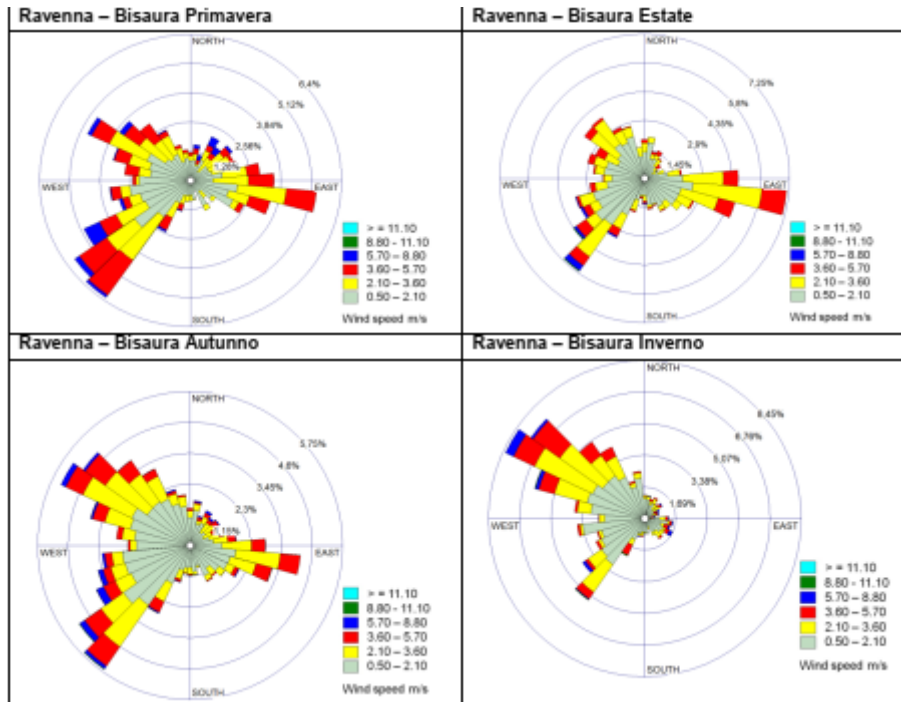 Ravenna – Bisaura Primavera
NORTH
6,4%
5,12%
3,84%
2,56%
1,28%
WEST
EAST
SOUTH
> = 11.10
8.80 - 11.10
5.70 – 8.80
3.60 – 5.70
2.10 – 3.60
0.50 – 2.10
Wind speed m/s
Ravenna – Bisaura Estate
NORTH
7,25%
5,8%
4,35%
2,9%
1,45%
WEST
EAST
SOUTH
> = 11.10
8.80 - 11.10
5.70 – 8.80
3.60 – 5.70
2.10 – 3.60
0.50 – 2.10
Wind speed m/s
Ravenna – Bisaura Autunno
NORTH
5,75%
4,6%
3,45%
2,3%
1,15%
WEST
EAST
SOUTH
> = 11.10
8.80 - 11.10
5.70 – 8.80
3.60 – 5.70
2.10 – 3.60
0.50 – 2.10
Wind speed m/s
Ravenna – Bisaura Inverno
NORTH
8,45%
6,76%
5,07%
3,38%
1,69%
WEST
EAST
SOUTH
> = 11.10
8.80 - 11.10
5.70 – 8.80
3.60 – 5.70
2.10 – 3.60
0.50 – 2.10
Wind speed m/s